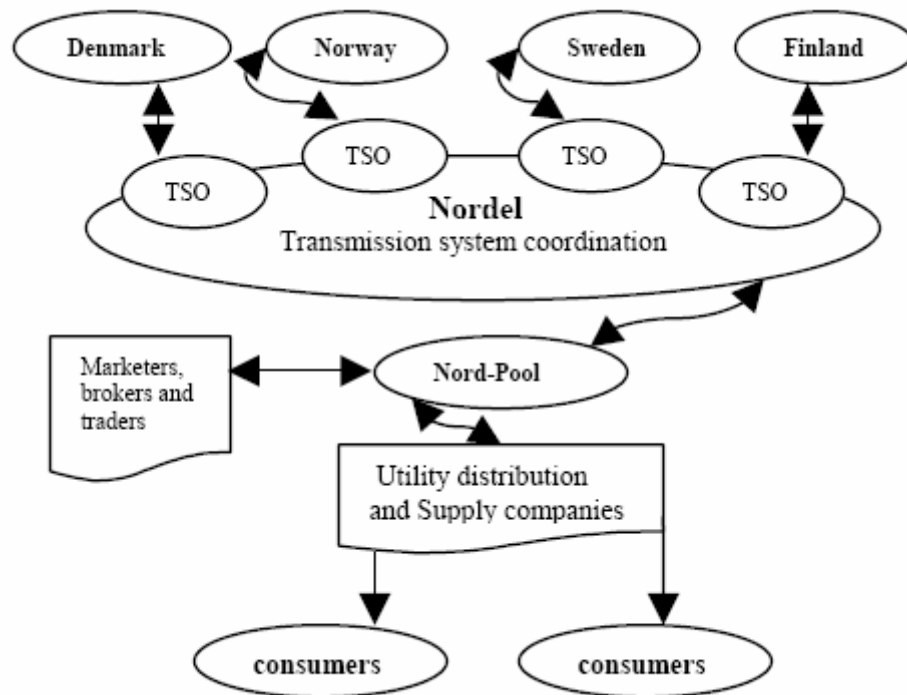 Denmark
Norway
Sweden
Finland
TSO
TSO
TSO
TSO
Nordel
Transmission system coordination
Marketers,
brokers and
traders
Nord-Pool
Utility distribution
and Supply companies
consumers
consumers